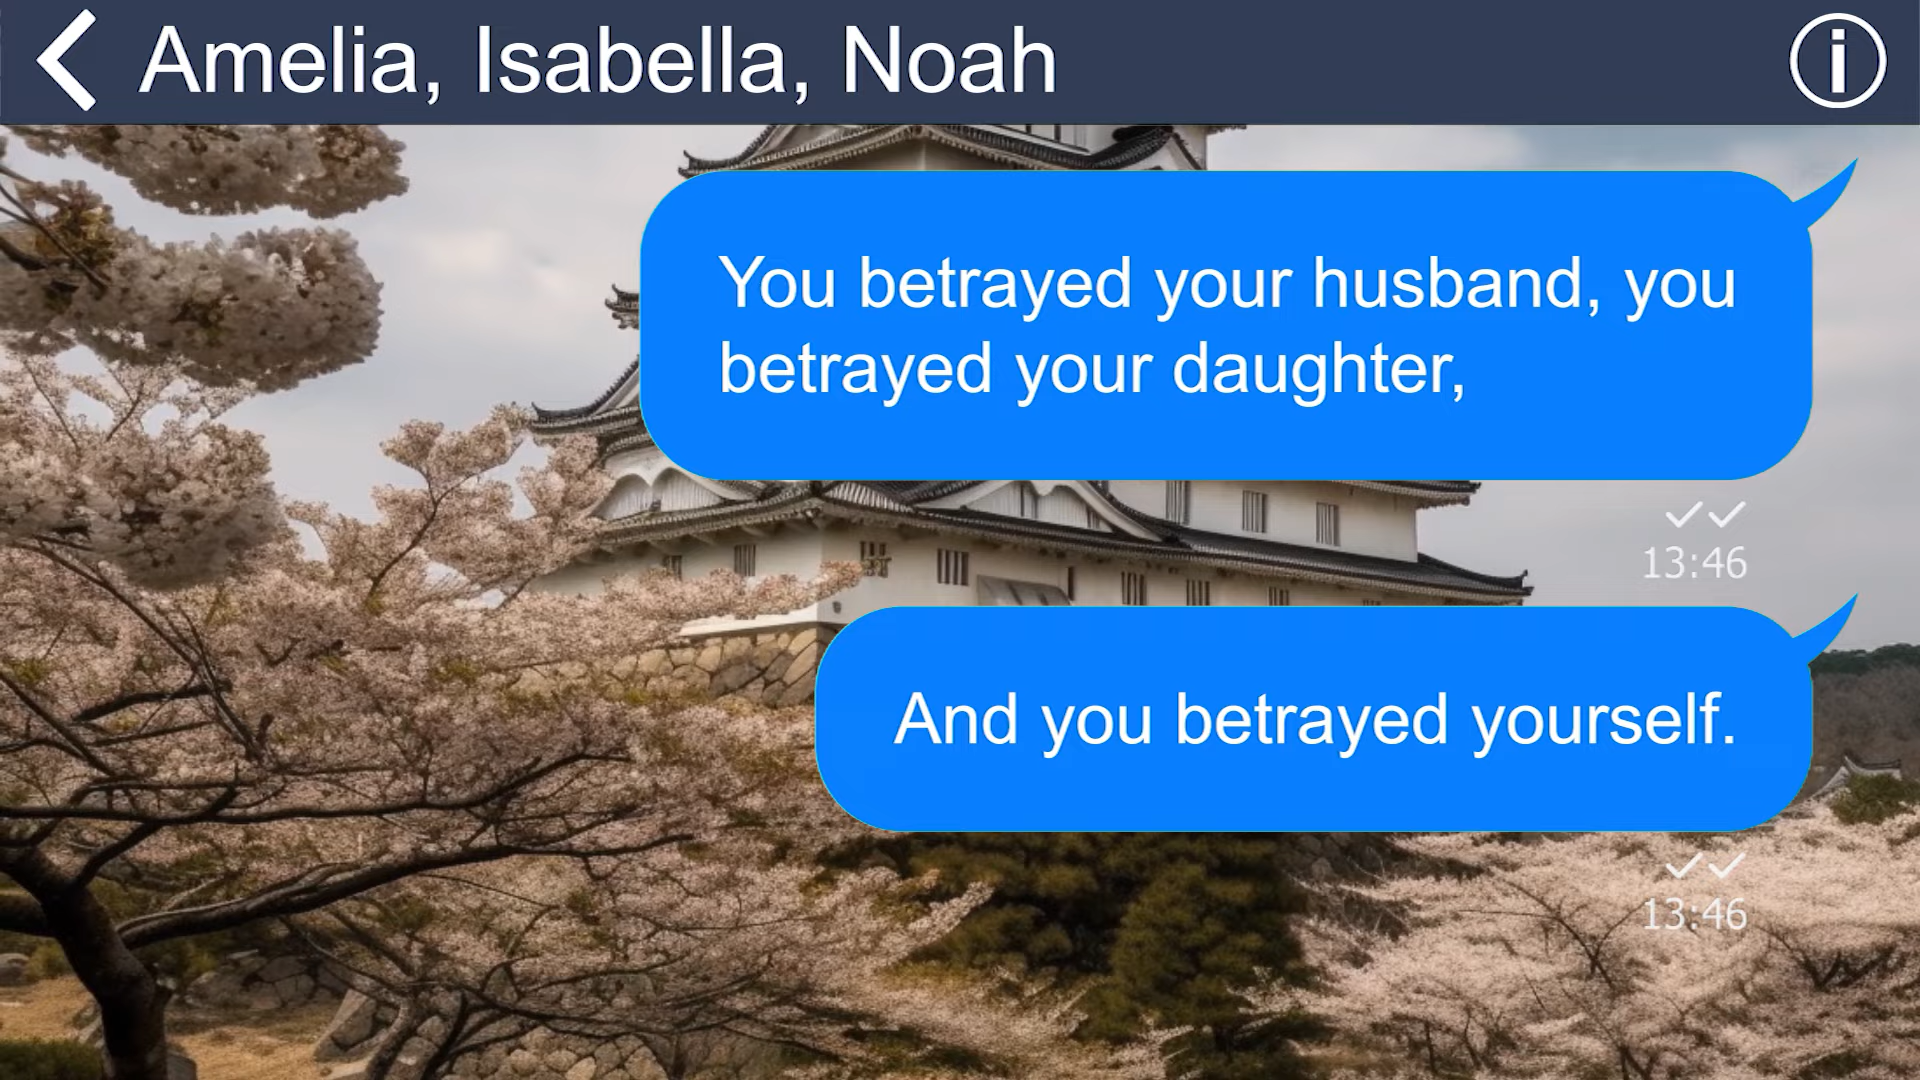 Amelia, Isabella, Noah
You betrayed your husband, you
betrayed your daughter,
13:46
And you betrayed yourself.
13:46